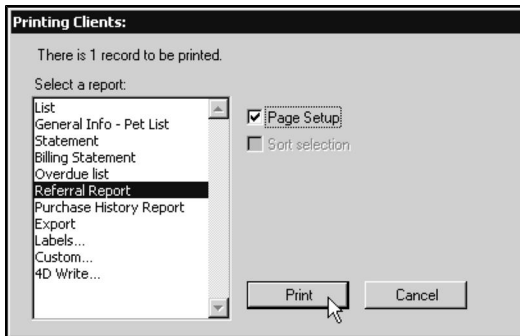 Printing Clients:
There is 1 record to be printed.
Select a report:
List
General Info - Pet List
Statement
Billing Statement
Overdue list
Referral Report
Purchase History Report
Export
Labels...
Custom...
4D Write...
Page Setup
Sort selection
Print
Cancel